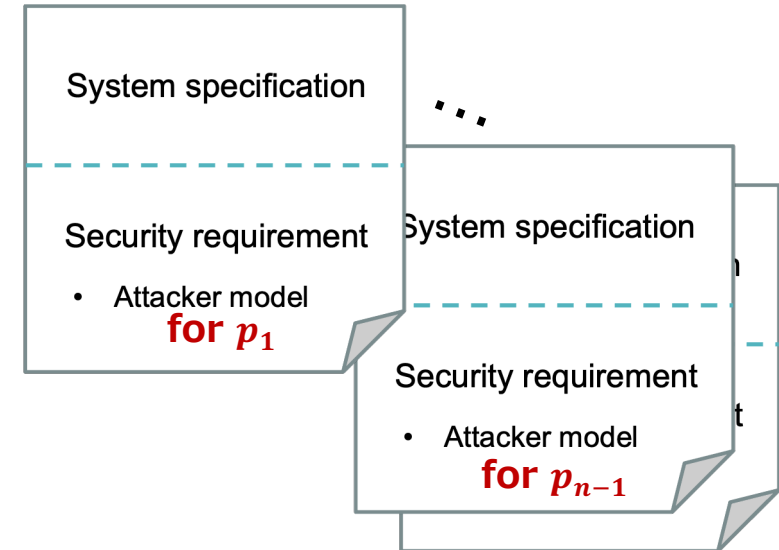 System specification
Security requirement
• Attacker model
for p₁
...
System specification
Security requirement
• Attacker model
for pₙ₋₁
n
t